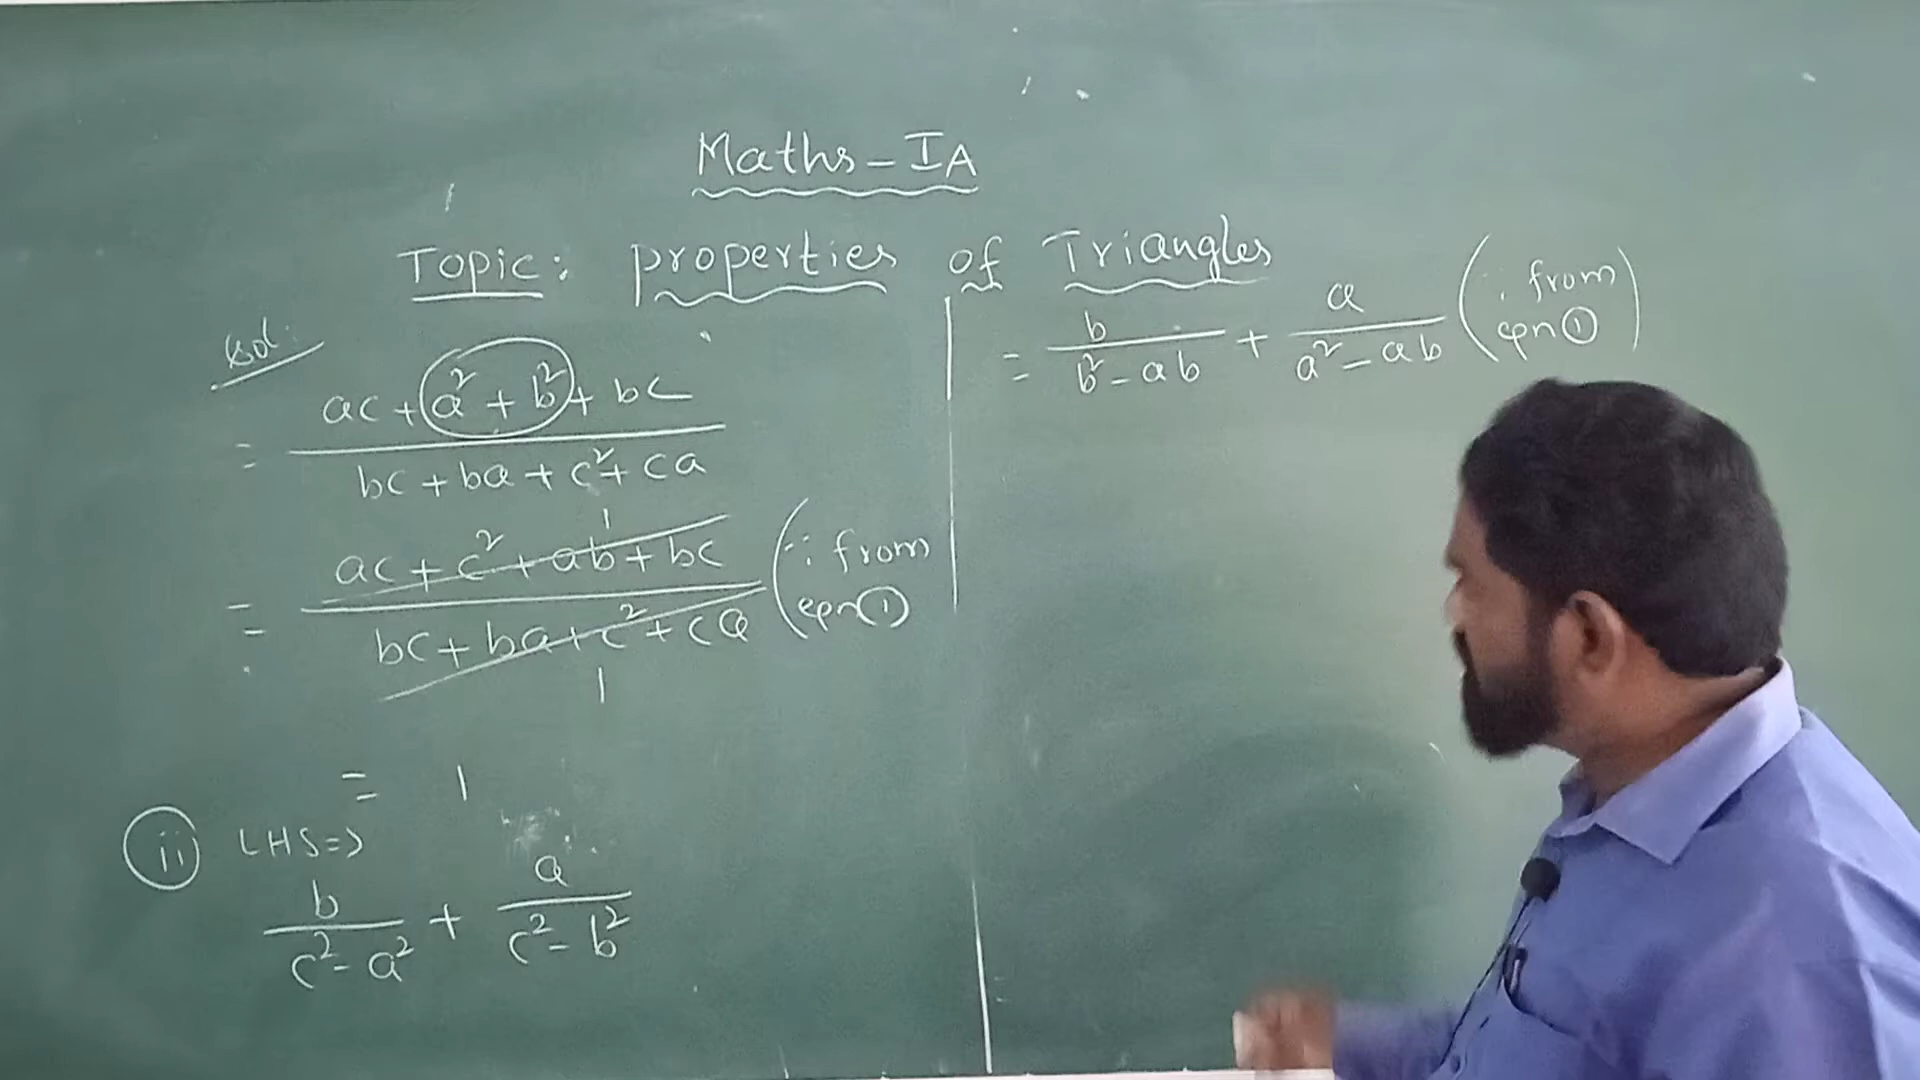 Maths - IA
Topic: properties of Triangles
Sol:
= (ac + a² + b² + bc) / (bc + ba + c² + ca)
= (ac + c² + ab + bc) / (bc + ba + c² + ca) (∵ from eqn ①)
1
1
= 1
ii LHS =>
b / (c² - a²) + a / (c² - b²)
= b / (b² - ab) + a / (a² - ab) (∵ from eqn ①)